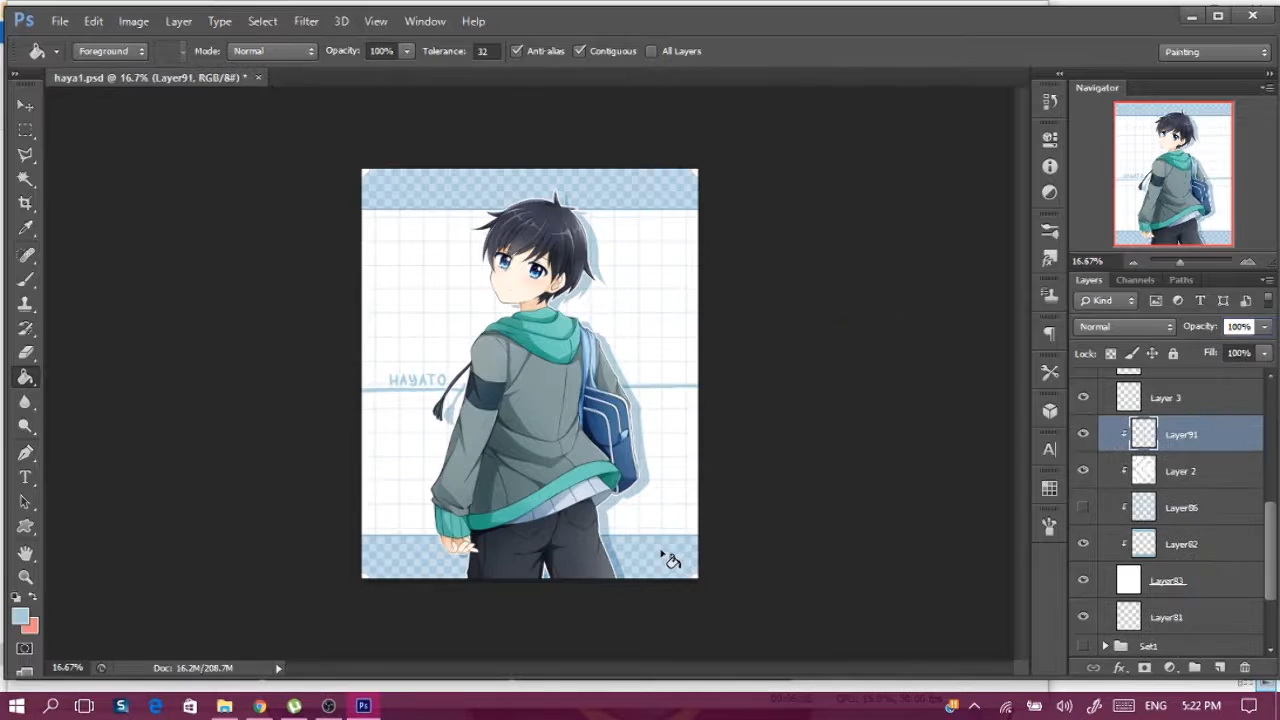 Ps File Edit Image Layer Type Select Filter 3D View Window Help
Foreground Mode: Normal Opacity: 100% Tolerance: 32 Anti-alias Contiguous All Layers Painting
haya1.psd @ 16.7% (Layer91, RGB/8#) * ×
Navigator
HAYATO
16.67%
Layers Channels Paths
Kind
Normal Opacity: 100%
Lock: Fill: 100%
Layer 3
Layer91
Layer 2
Layer86
Layer82
Layer83
Layer81
Set1
16.67% Doc: 16.2M/208.7M
ENG 5:22 PM